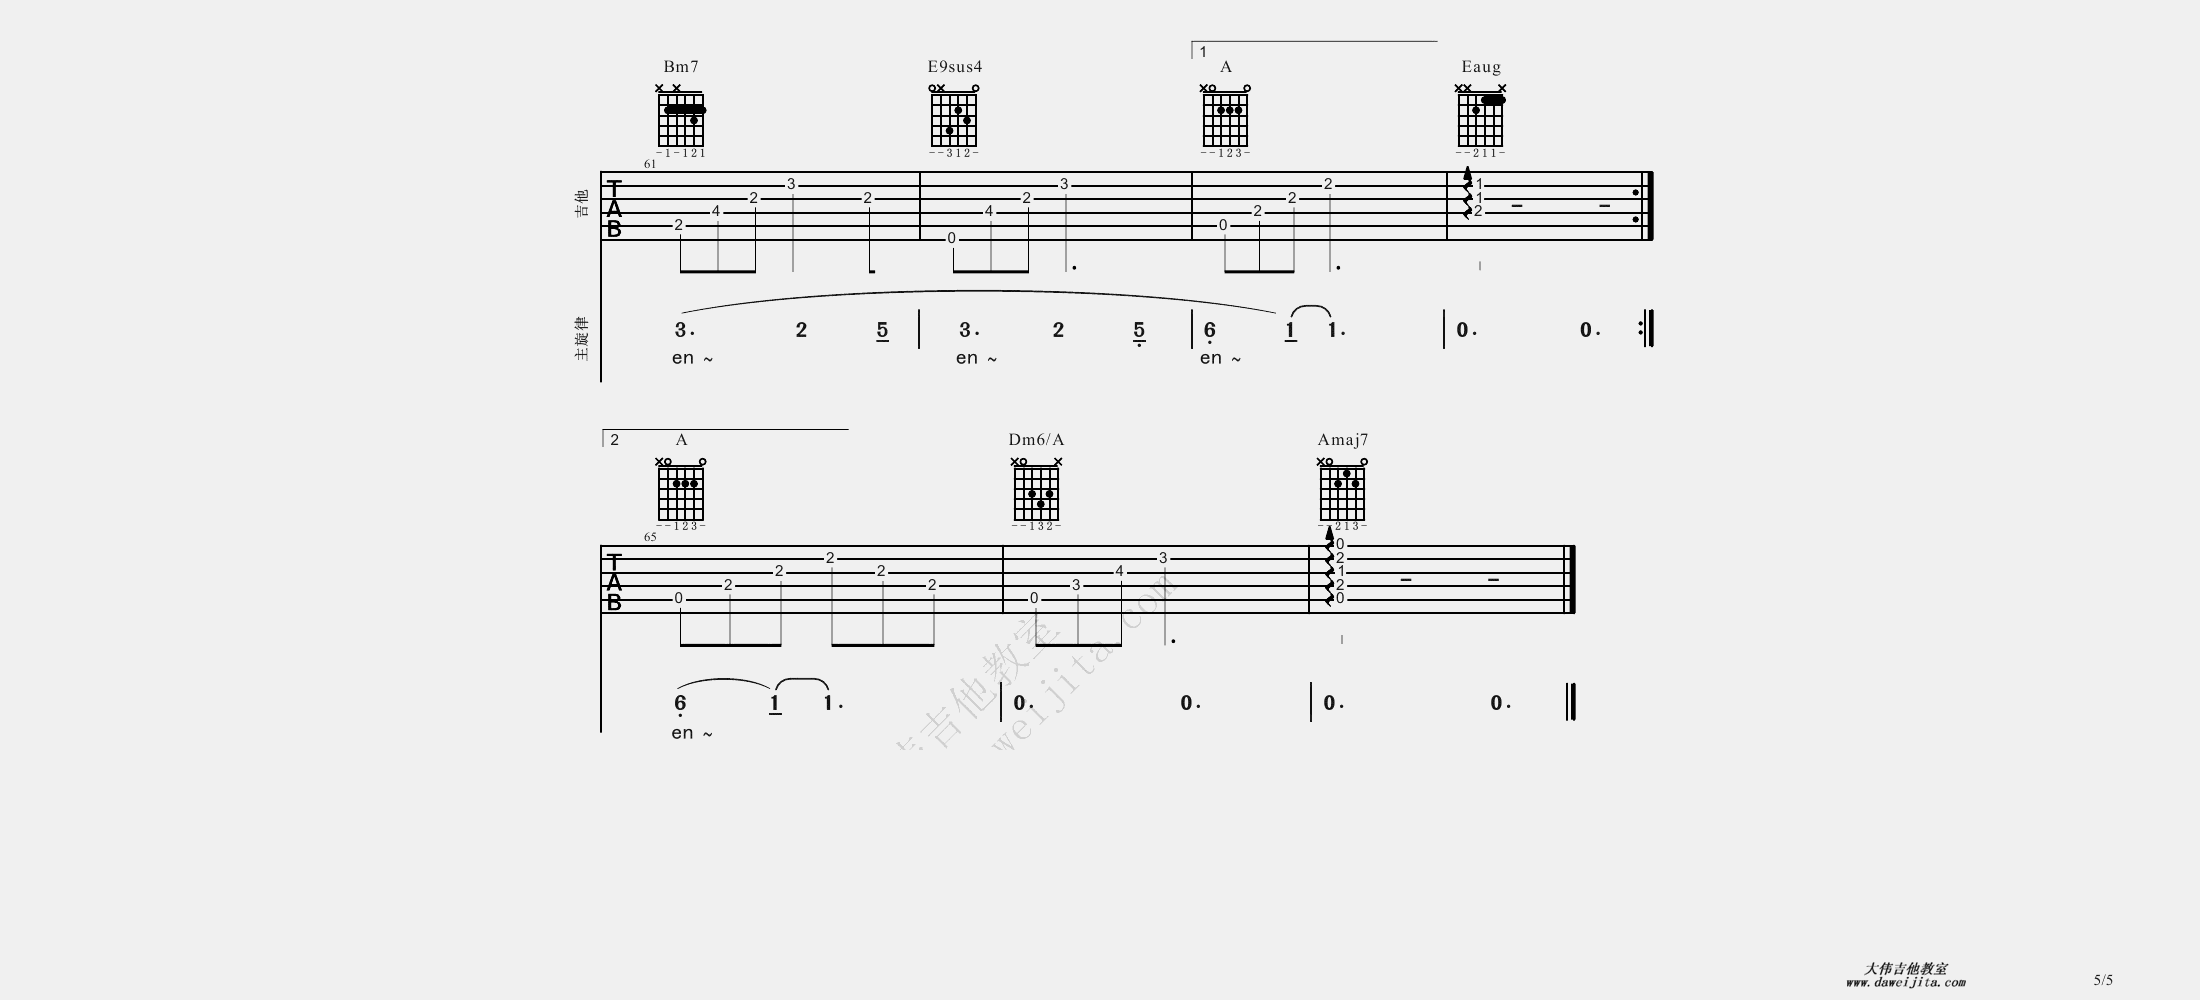 1
Bm7 E9sus4 A Eaug
-1-121 --312- --123- --211-
61
吉他
T
A
B
2 4 2 3 2 0 4 2 3 0 2 2 2 1 1 2
主旋律
3. 2 5 3. 2 5 6 1 1. 0. 0.
en ~ en ~ en ~
2
A Dm6/A Amaj7
--123- --132- --213-
65
T
A
B
0 2 2 2 2 2 0 3 4 3 0 2 1 2 0
6 1 1. 0. 0. 0. 0.
en ~
吉他教室
weijita.com
大伟吉他教室
www.daweijita.com
5/5